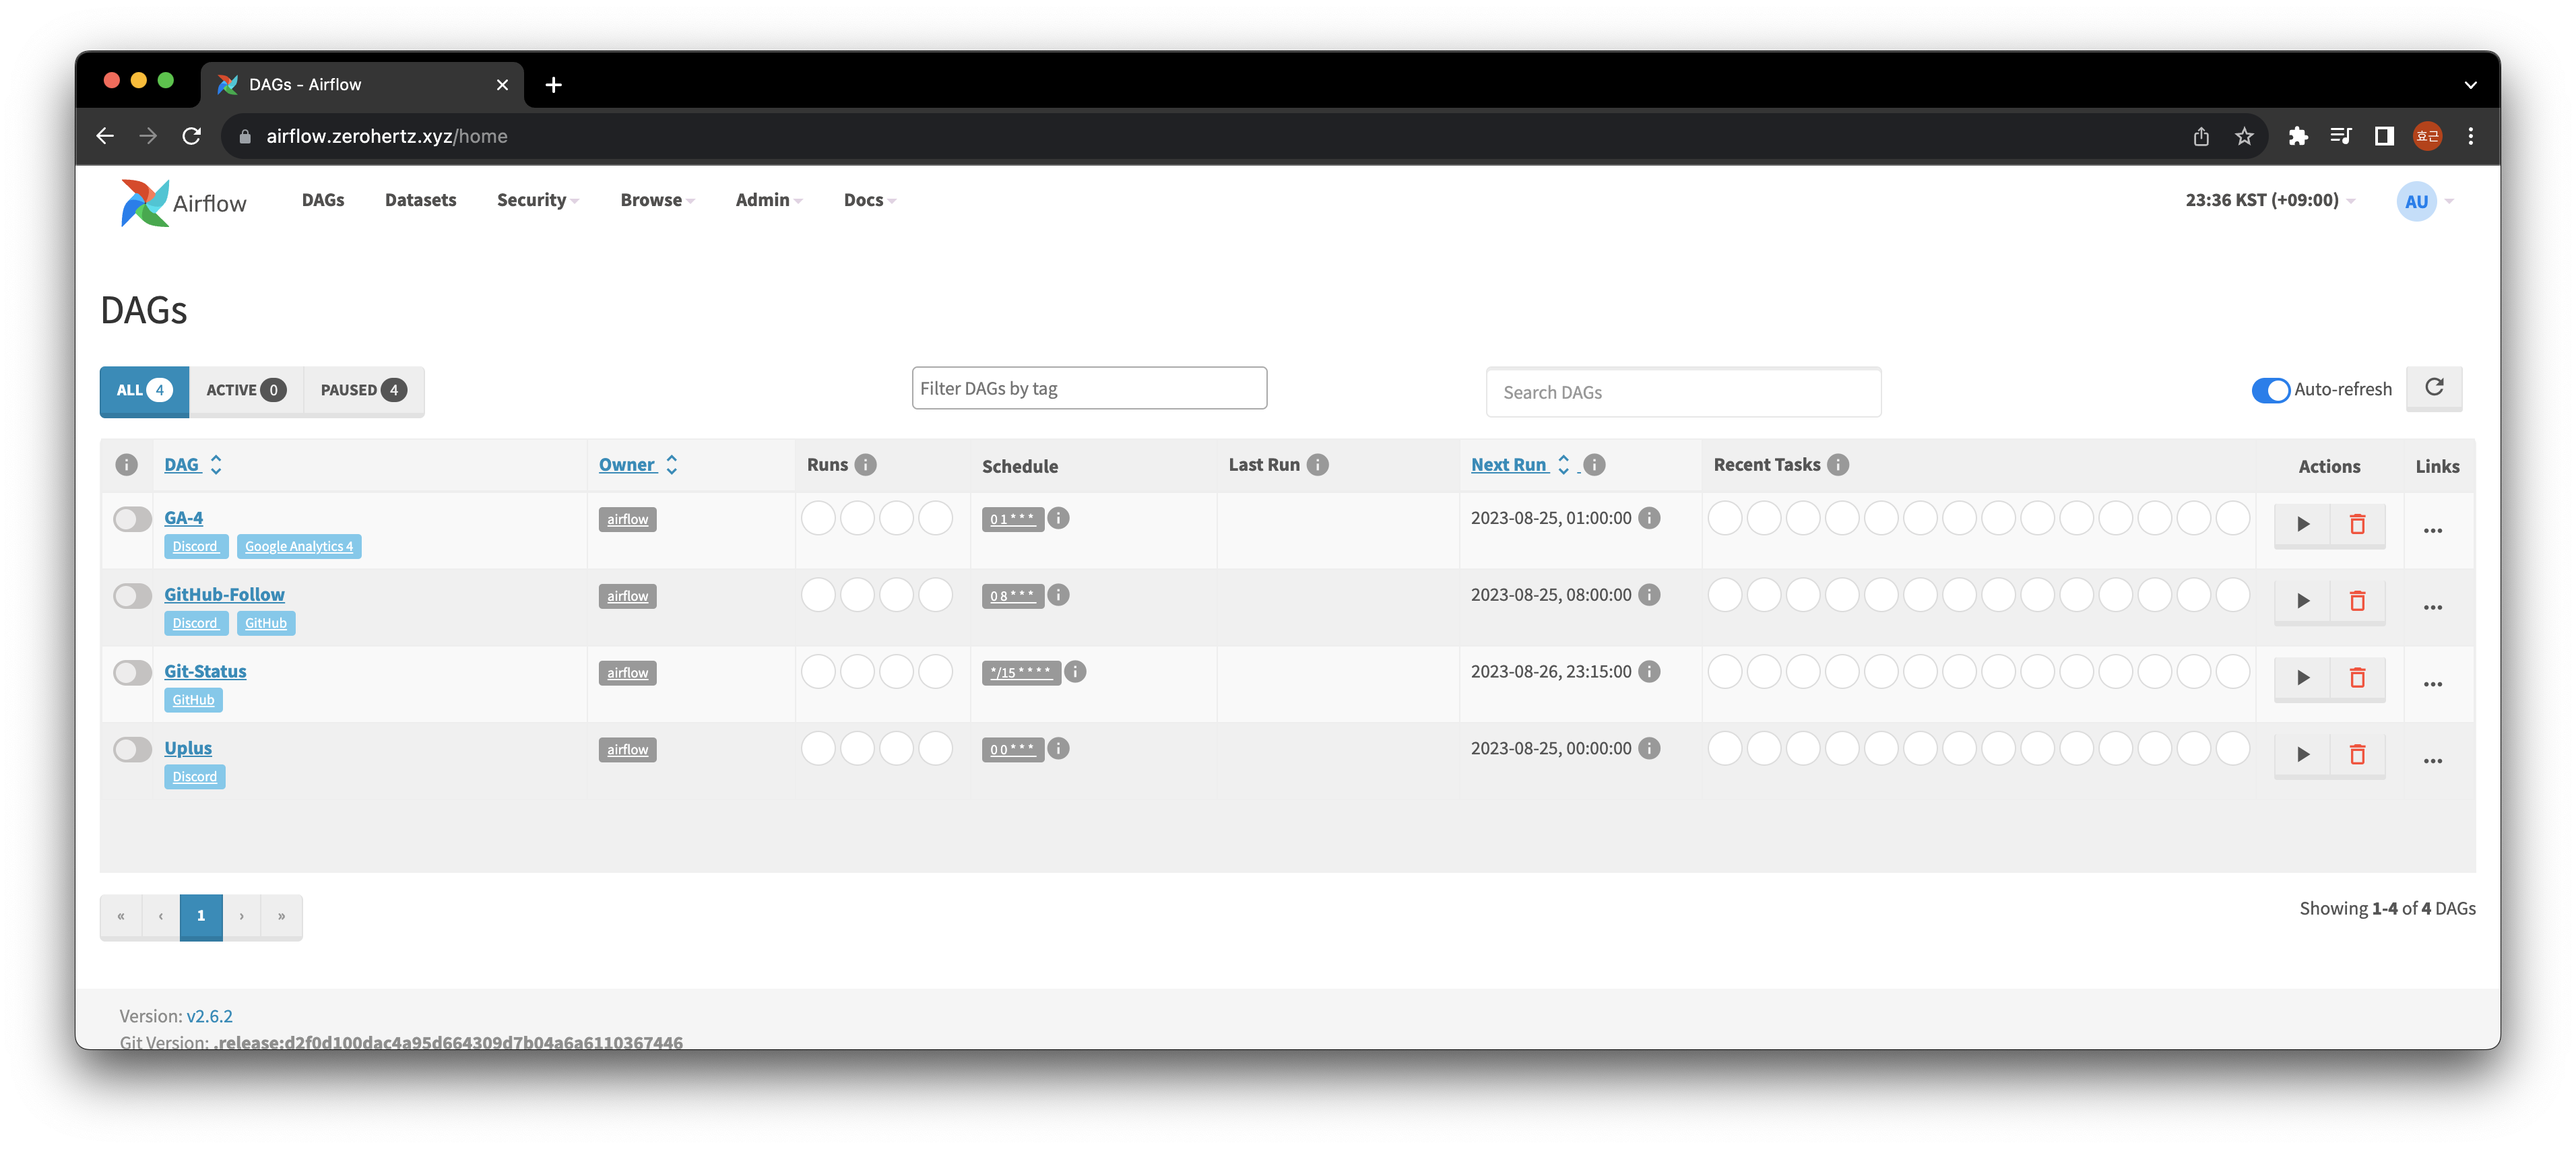 DAGs - Airflow
airflow.zerohertz.xyz/home
효근
Airflow DAGs Datasets Security Browse Admin Docs 23:36 KST (+09:00) AU
DAGs
ALL 4 ACTIVE 0 PAUSED 4 Filter DAGs by tag Search DAGs Auto-refresh
DAG Owner Runs Schedule Last Run Next Run Recent Tasks Actions Links
GA-4 airflow 0 1 * * * 2023-08-25, 01:00:00
Discord Google Analytics 4
GitHub-Follow airflow 0 8 * * * 2023-08-25, 08:00:00
Discord GitHub
Git-Status airflow */15 * * * * 2023-08-26, 23:15:00
GitHub
Uplus airflow 0 0 * * * 2023-08-25, 00:00:00
Discord
« ‹ 1 › » Showing 1-4 of 4 DAGs
Version: v2.6.2
Git Version: .release:d2f0d100dac4a95d664309d7b04a6a6110367446